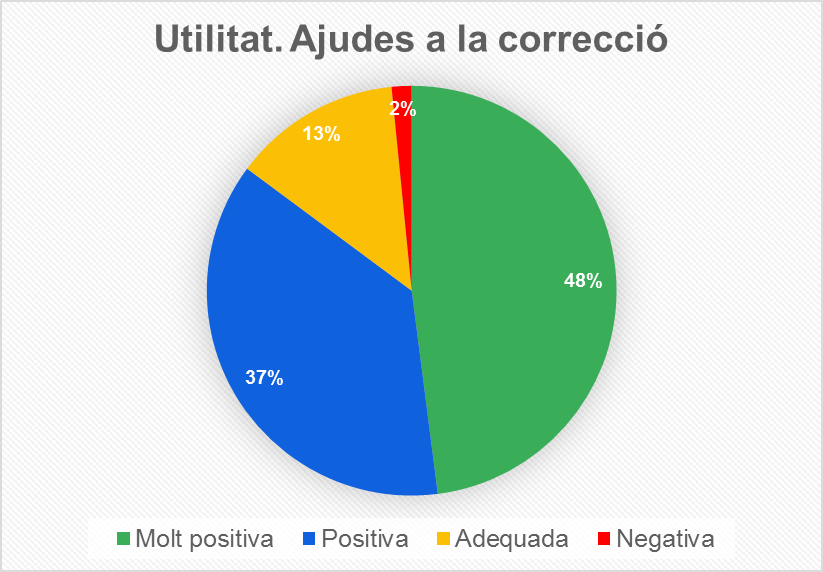 Utilitat. Ajudes a la correcció
2%
13%
48%
37%
Molt positiva Positiva Adequada Negativa